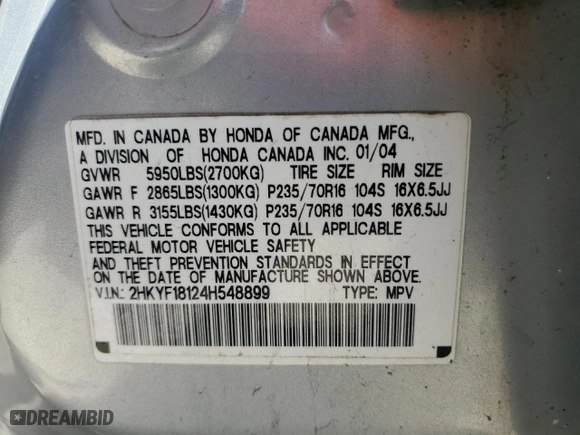 MFD. IN CANADA BY HONDA OF CANADA MFG.,
A DIVISION OF HONDA CANADA INC. 01/04
GVWR 5950LBS(2700KG) TIRE SIZE RIM SIZE
GAWR F 2865LBS(1300KG) P235/70R16 104S 16X6.5JJ
GAWR R 3155LBS(1430KG) P235/70R16 104S 16X6.5JJ
THIS VEHICLE CONFORMS TO ALL APPLICABLE
FEDERAL MOTOR VEHICLE SAFETY
AND THEFT PREVENTION STANDARDS IN EFFECT
ON THE DATE OF MANUFACTURE SHOWN ABOVE.
V.I.N.: 2HKYF18124H548899 TYPE: MPV
DREAMBID